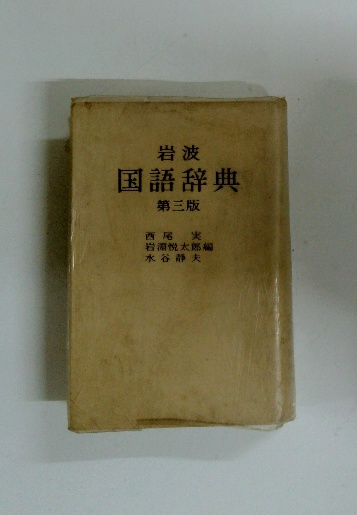 岩波
国語辞典
第三版
西尾 実
岩淵悦太郎編
水谷静夫